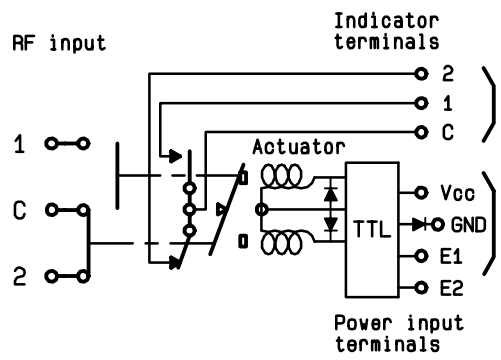 Indicator
terminals
RF input
2
1
C
Actuator
1
C
2
TTL
Vcc
GND
E1
E2
Power input
terminals